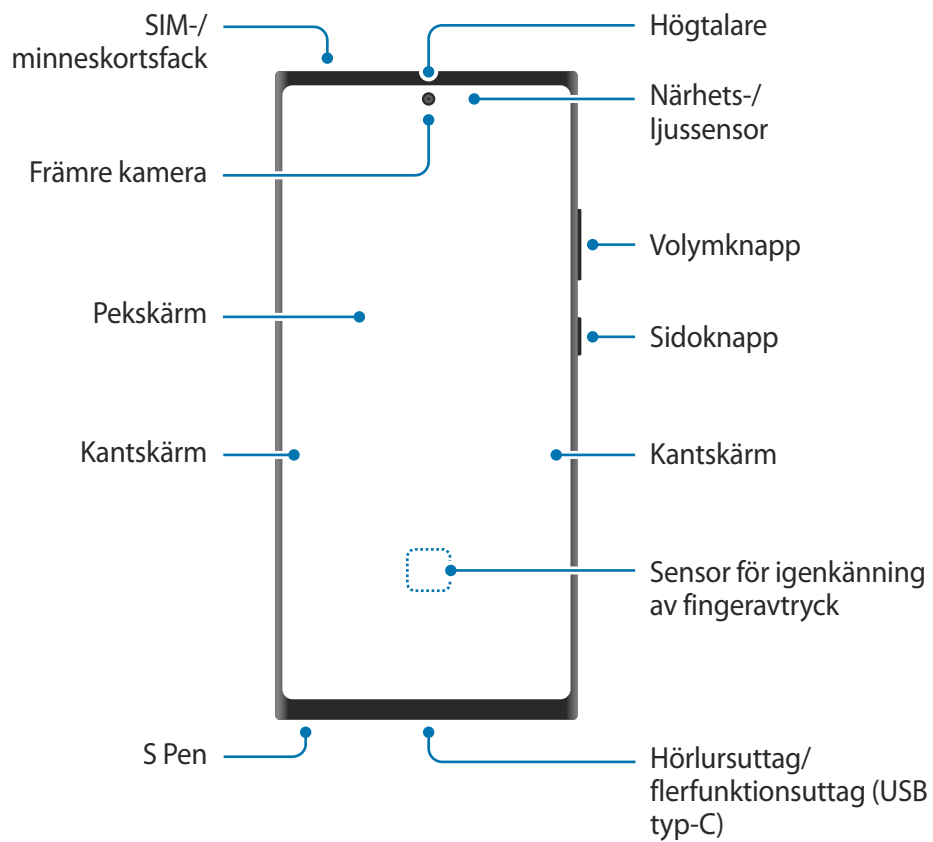 SIM-/
minneskortsfack
Främre kamera
Pekskärm
Kantskärm
S Pen
Högtalare
Närhets-/
ljussensor
Volymknapp
Sidoknapp
Kantskärm
Sensor för igenkänning
av fingeravtryck
Hörlursuttag/
flerfunktionsuttag (USB
typ-C)